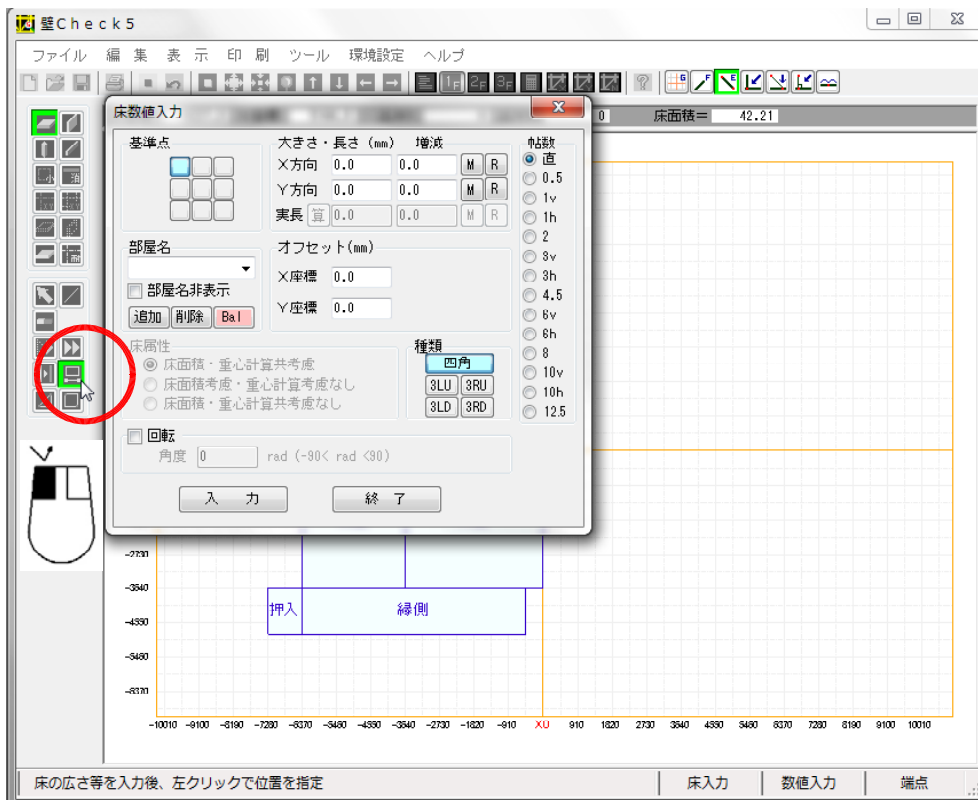 壁Check5
ファイル 編 集 表 示 印 刷 ツール 環境設定 ヘルプ
1F 2F 3F
床数値入力
0 床面積= 42.21
基準点 大きさ・長さ (mm) 増減 帖数
X方向 0.0 0.0 M R
Y方向 0.0 0.0 M R
実長 算 0.0 0.0 M R
直
0.5
1v
1h
2
3v
3h
4.5
6v
6h
8
10v
10h
12.5
部屋名 オフセット(mm)
X座標 0.0
部屋名非表示
Y座標 0.0
追加 削除 Bal
床属性 種類
床面積・重心計算共考慮 四角
床面積考慮・重心計算考慮なし 3LU 3RU
床面積・重心計算共考慮なし 3LD 3RD
回転
角度 0 rad (-90< rad <90)
入 力 終 了
-2730
-3640
押入 縁側
-4550
-5460
-6370
-10010 -9100 -8190 -7280 -6370 -5460 -4550 -3640 -2730 -1820 -910 X0 910 1820 2730 3640 4550 5460 6370 7280 8190 9100 10010
床の広さ等を入力後、左クリックで位置を指定 床入力 数値入力 端点